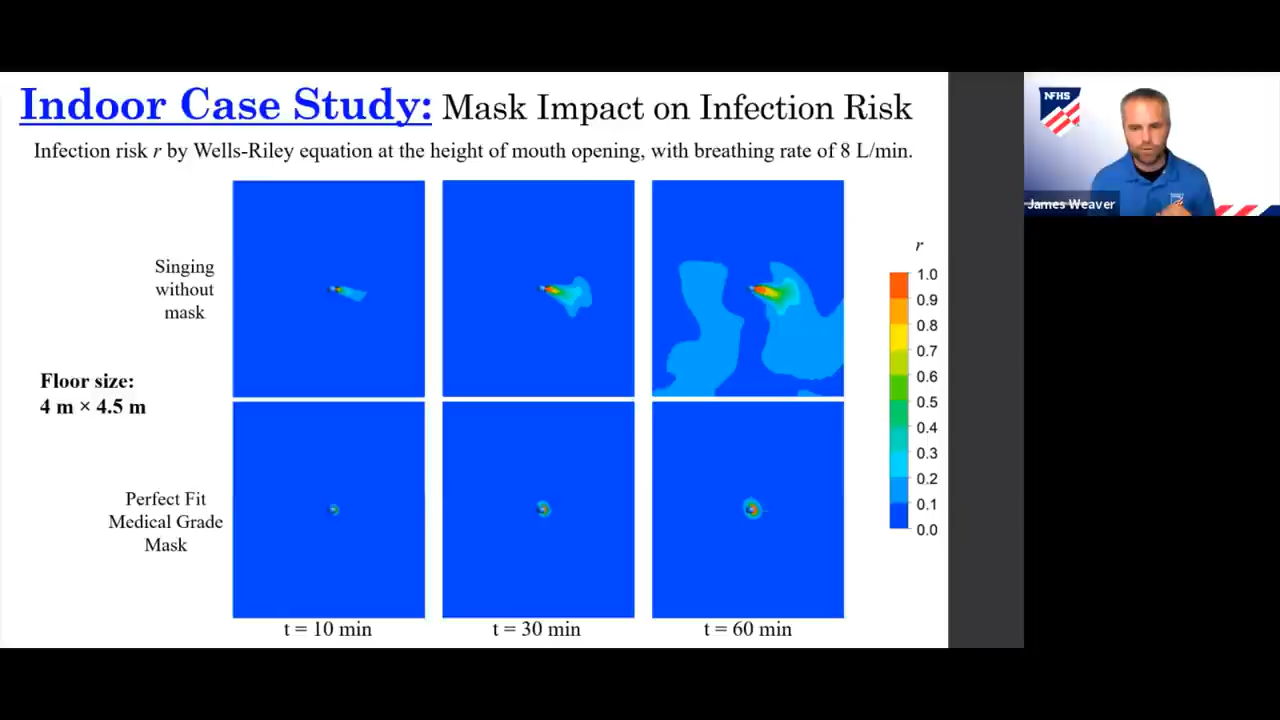 Indoor Case Study: Mask Impact on Infection Risk
Infection risk r by Wells-Riley equation at the height of mouth opening, with breathing rate of 8 L/min.
NFHS
James Weaver
Singing
without
mask
Floor size:
4 m × 4.5 m
Perfect Fit
Medical Grade
Mask
t = 10 min
t = 30 min
t = 60 min
r
1.0
0.9
0.8
0.7
0.6
0.5
0.4
0.3
0.2
0.1
0.0